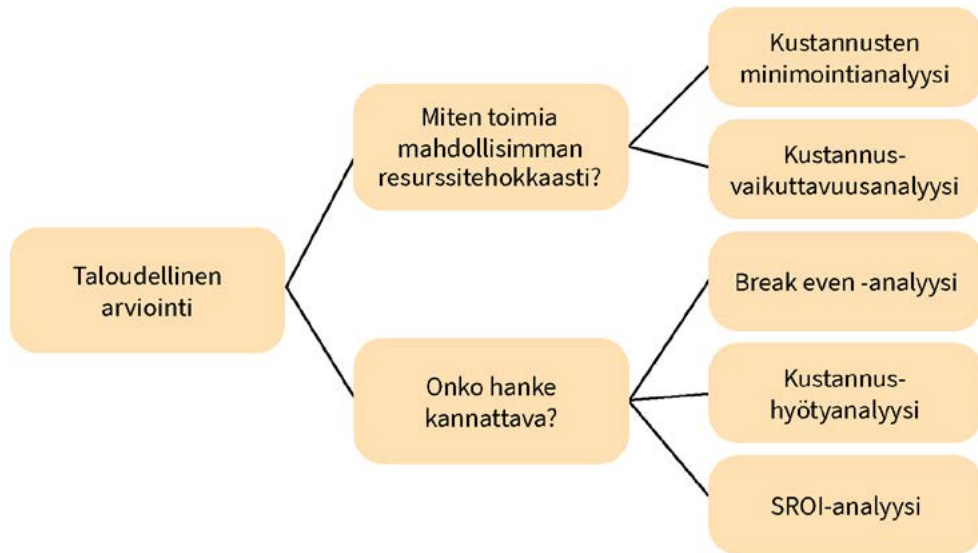 Taloudellinen
arviointi
Miten toimia
mahdollisimman
resurssitehokkaasti?
Kustannusten
minimointianalyysi
Kustannus-
vaikuttavuusanalyysi
Onko hanke
kannattava?
Break even -analyysi
Kustannus-
hyötyanalyysi
SROI-analyysi